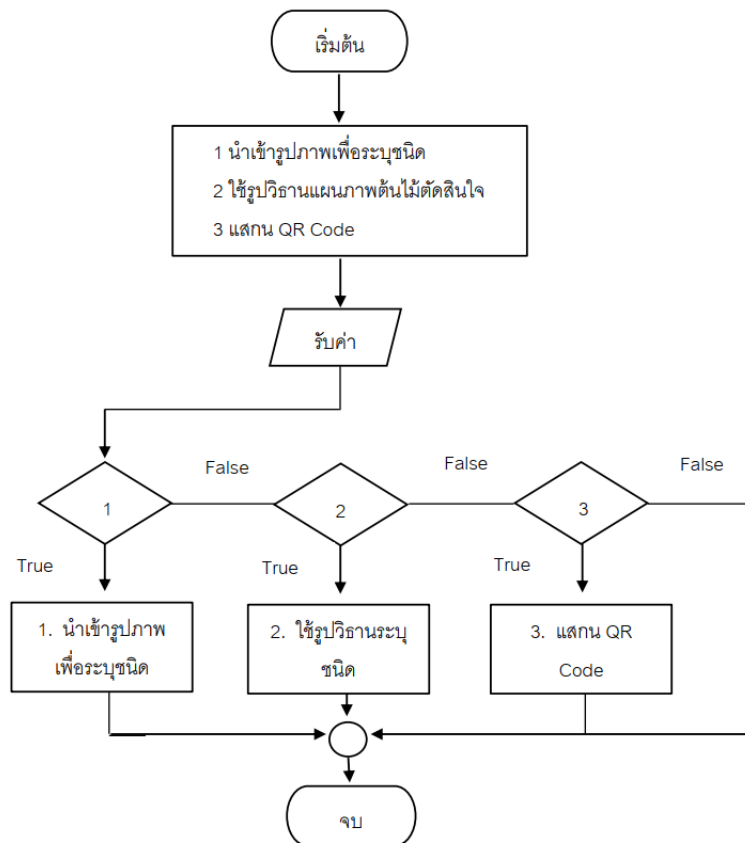 เริ่มต้น
1 นำเข้ารูปภาพเพื่อระบุชนิด
2 ใช้รูปวิธานแผนภาพต้นไม้ตัดสินใจ
3 แสกน QR Code
รับค่า
False
False
False
1
2
3
True
True
True
1. นำเข้ารูปภาพ
เพื่อระบุชนิด
2. ใช้รูปวิธานระบุ
ชนิด
3. แสกน QR
Code
จบ